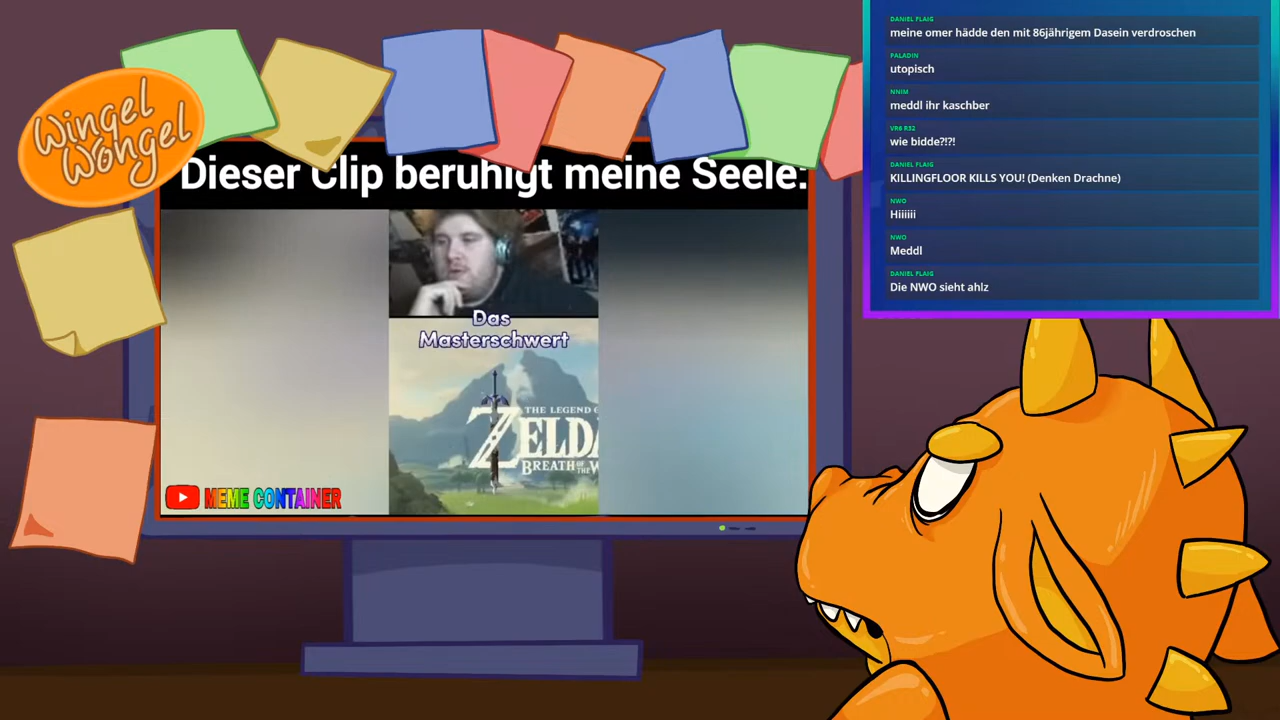 Wingel
Wongel
Dieser Clip beruhigt meine Seele:
Das
Masterschwert
THE LEGEND O
ZELDA
BREATH OF THE W
MEME CONTAINER
DANIEL FLAIG
meine omer hädde den mit 86jährigem Dasein verdroschen
PALADIN
utopisch
NNIM
meddl ihr kaschber
VR6 R32
wie bidde?!?!
DANIEL FLAIG
KILLINGFLOOR KILLS YOU! (Denken Drachne)
NWO
Hiiiiii
NWO
Meddl
DANIEL FLAIG
Die NWO sieht ahlz